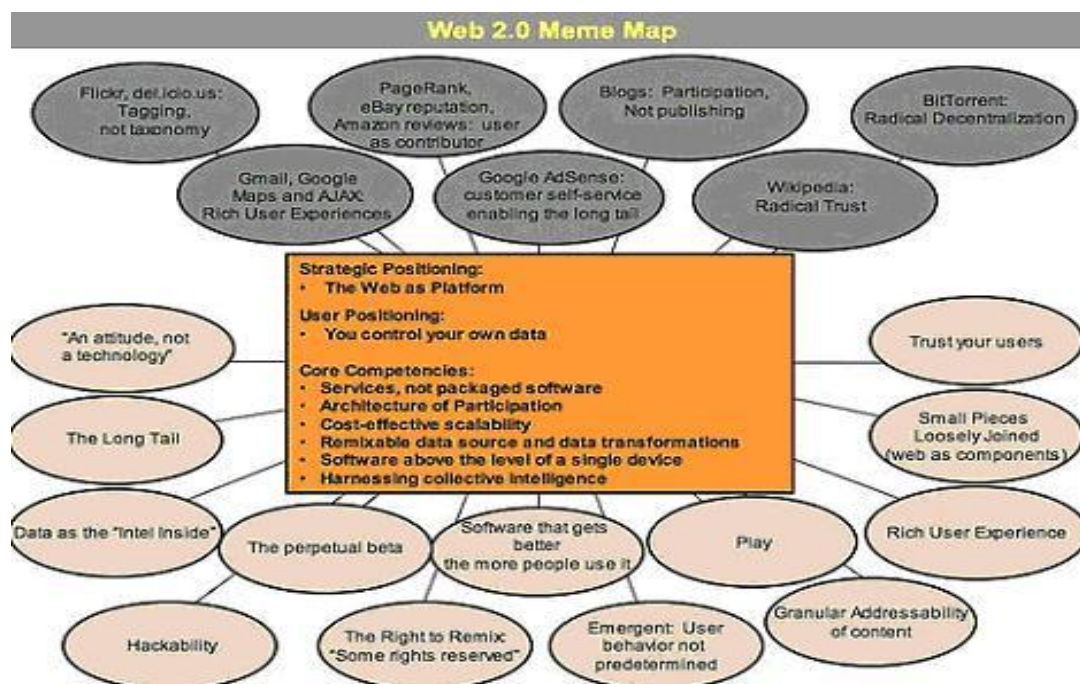 Web 2.0 Meme Map
Flickr, del.icio.us:
Tagging,
not taxonomy
PageRank,
eBay reputation,
Amazon reviews: user
as contributor
Blogs: Participation,
Not publishing
BitTorrent:
Radical Decentralization
Gmail, Google
Maps and AJAX:
Rich User Experiences
Google AdSense:
customer self-service
enabling the long tail
Wikipedia:
Radical Trust
Strategic Positioning:
• The Web as Platform
User Positioning:
• You control your own data
Core Competencies:
• Services, not packaged software
• Architecture of Participation
• Cost-effective scalability
• Remixable data source and data transformations
• Software above the level of a single device
• Harnessing collective intelligence
"An attitude, not
a technology"
Trust your users
The Long Tail
Small Pieces
Loosely Joined
(web as components)
Data as the "Intel Inside"
The perpetual beta
Software that gets
better
the more people use it
Play
Rich User Experience
Hackability
The Right to Remix:
"Some rights reserved"
Emergent: User
behavior not
predetermined
Granular Addressability
of content